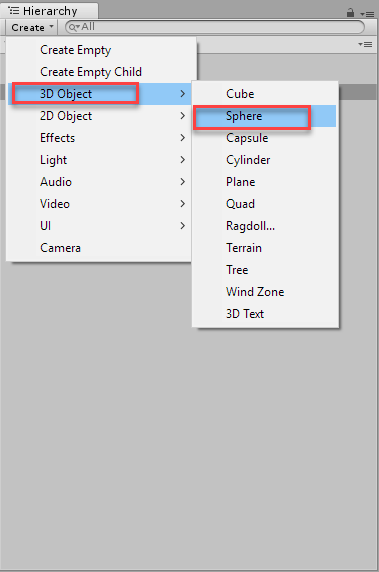 Hierarchy
Create
All
Create Empty
Create Empty Child
3D Object
2D Object
Effects
Light
Audio
Video
UI
Camera
Cube
Sphere
Capsule
Cylinder
Plane
Quad
Ragdoll...
Terrain
Tree
Wind Zone
3D Text